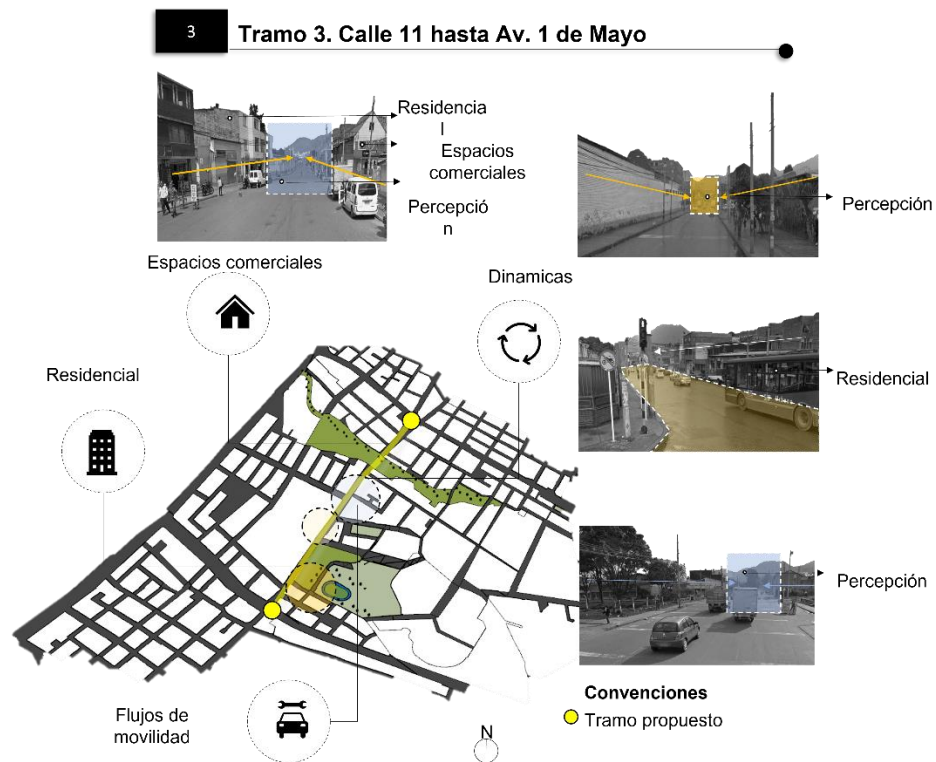 3
Tramo 3. Calle 11 hasta Av. 1 de Mayo
Residencia
l
Espacios
comerciales
Percepció
n
Percepción
Espacios comerciales
Dinamicas
Residencial
Residencial
Percepción
Flujos de
movilidad
N
Convenciones
Tramo propuesto